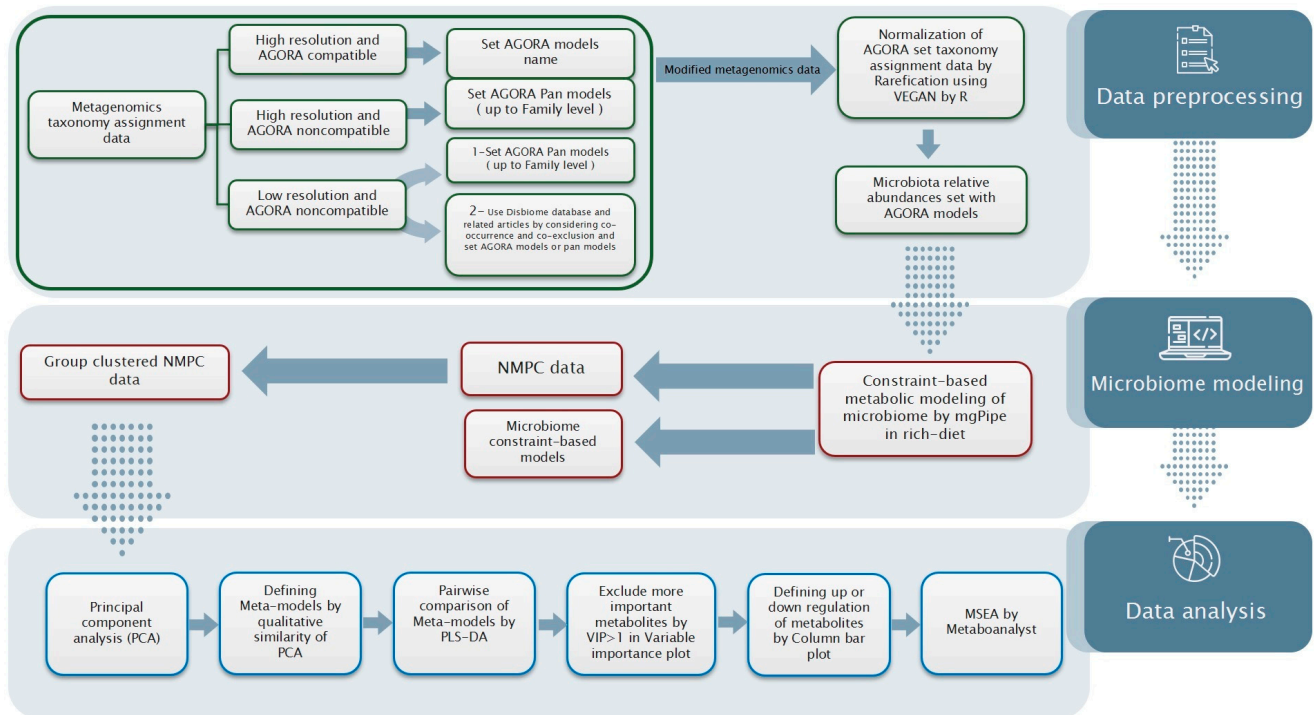 Metagenomics
taxonomy assignment
data
High resolution and
AGORA compatible
High resolution and
AGORA noncompatible
Low resolution and
AGORA noncompatible
Set AGORA models
name
Set AGORA Pan models
( up to Family level )
1-Set AGORA Pan models
( up to Family level )
2- Use Disbiome database and
related articles by considering co-
occurrence and co-exclusion and
set AGORA models or pan models
Modified metagenomics data
Normalization of
AGORA set taxonomy
assignment data by
Rarefication using
VEGAN by R
Microbiota relative
abundances set with
AGORA models
Data preprocessing
Group clustered NMPC
data
NMPC data
Microbiome
constraint-based
models
Constraint-based
metabolic modeling of
microbiome by mgPipe
in rich-diet
</>
Microbiome modeling
Principal
component
analysis (PCA)
Defining
Meta-models by
qualitative
similarity of
PCA
Pairwise
comparison of
Meta-models by
PLS-DA
Exclude more
important
metabolites by
VIP>1 in Variable
importance plot
Defining up or
down regulation
of metabolites
by Column bar
plot
MSEA by
Metaboanalyst
Data analysis